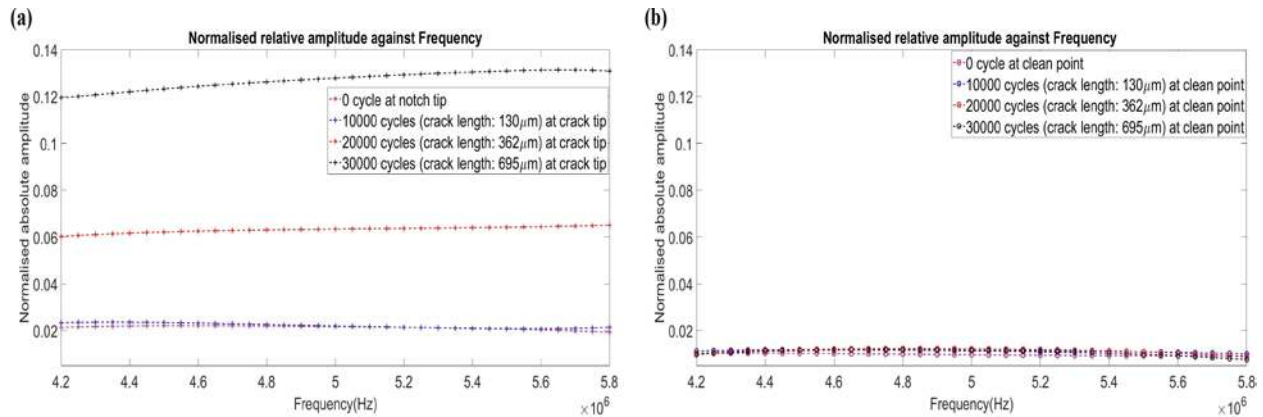 (a)
Normalised relative amplitude against Frequency
Normalised absolute amplitude
0.14
0.12
0.1
0.08
0.06
0.04
0.02
0 cycle at notch tip
10000 cycles (crack length: 130μm) at crack tip
20000 cycles (crack length: 362μm) at crack tip
30000 cycles (crack length: 695μm) at crack tip
4.2 4.4 4.6 4.8 5 5.2 5.4 5.6 5.8
Frequency(Hz)
×10⁶
(b)
Normalised relative amplitude against Frequency
Normalised absolute amplitude
0.14
0.12
0.1
0.08
0.06
0.04
0.02
0 cycle at clean point
10000 cycles (crack length: 130μm) at clean point
20000 cycles (crack length: 362μm) at clean point
30000 cycles (crack length: 695μm) at clean point
4.2 4.4 4.6 4.8 5 5.2 5.4 5.6 5.8
Frequency(Hz)
×10⁶